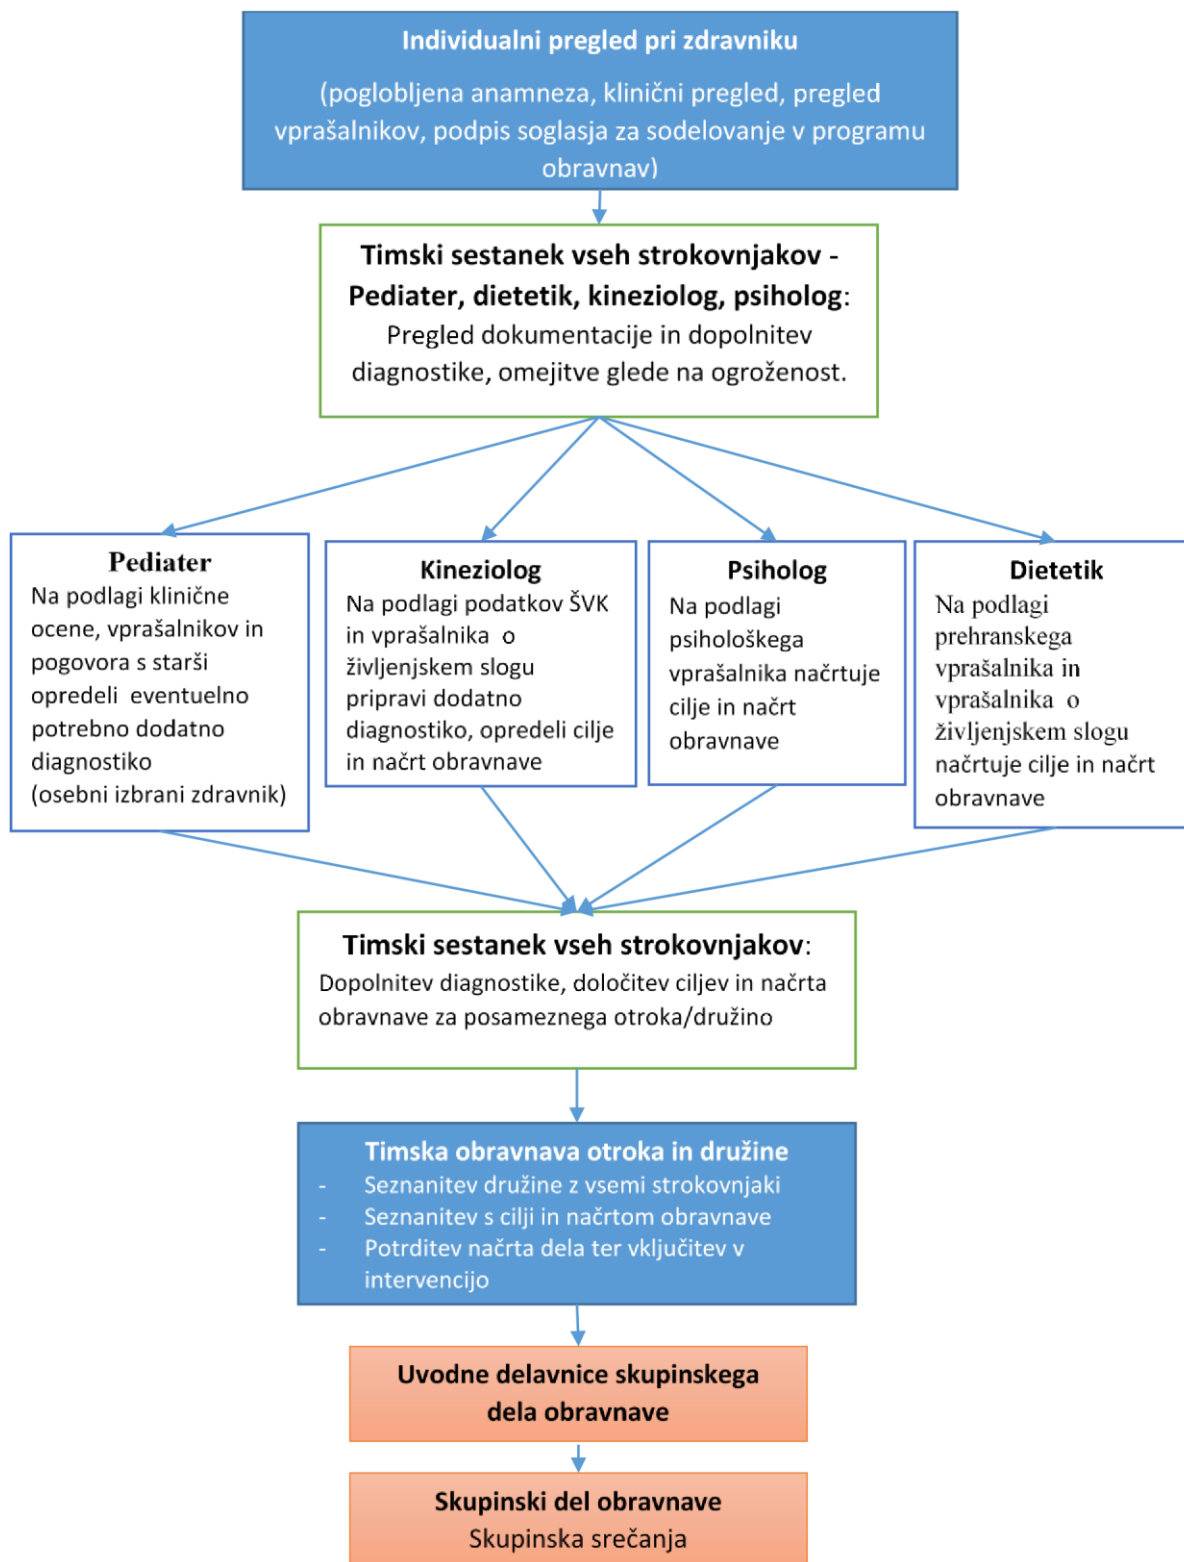 Individualni pregled pri zdravniku
(poglobljena anamneza, klinični pregled, pregled
vprašalnikov, podpis soglasja za sodelovanje v programu
obravnav)
Timski sestanek vseh strokovnjakov -
Pediater, dietetik, kineziolog, psiholog:
Pregled dokumentacije in dopolnitev
diagnostike, omejitve glede na ogroženost.
Pediater
Na podlagi klinične
ocene, vprašalnikov in
pogovora s starši
opredeli eventuelno
potrebno dodatno
diagnostiko
(osebni izbrani zdravnik)
Kineziolog
Na podlagi podatkov ŠVK
in vprašalnika o
življenjskem slogu
pripravi dodatno
diagnostiko, opredeli cilje
in načrt obravnave
Psiholog
Na podlagi
psihološkega
vprašalnika načrtuje
cilje in načrt
obravnave
Dietetik
Na podlagi
prehranskega
vprašalnika in
vprašalnika o
življenjskem slogu
načrtuje cilje in načrt
obravnave
Timski sestanek vseh strokovnjakov:
Dopolnitev diagnostike, določitev ciljev in načrta
obravnave za posameznega otroka/družino
Timska obravnava otroka in družine
- Seznanitev družine z vsemi strokovnjaki
- Seznanitev s cilji in načrtom obravnave
- Potrditev načrta dela ter vključitev v
intervencijo
Uvodne delavnice skupinskega
dela obravnave
Skupinski del obravnave
Skupinska srečanja